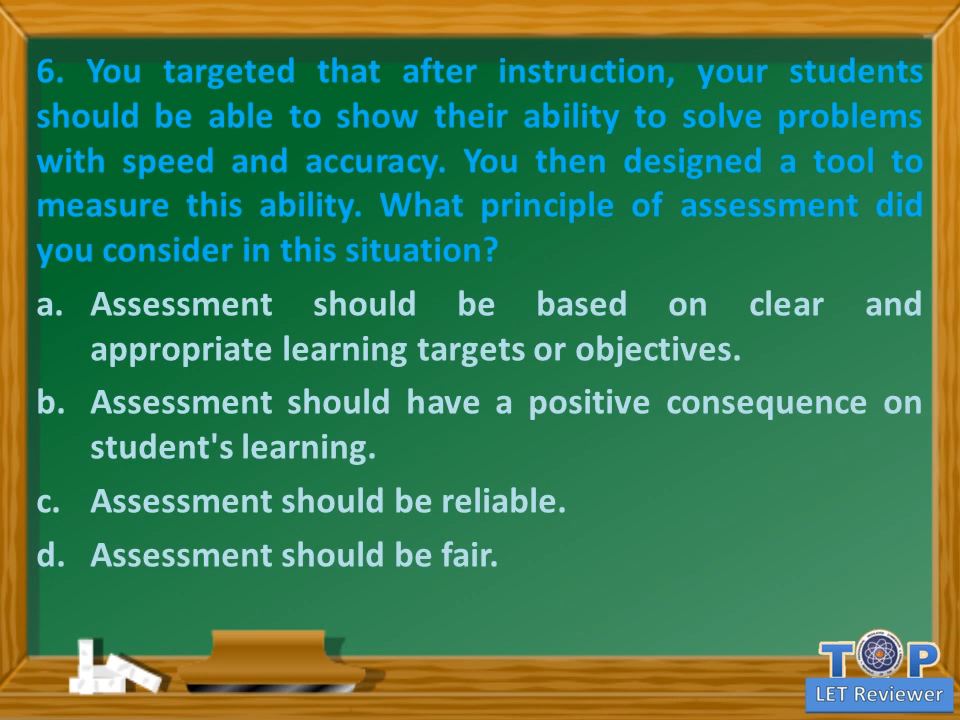 6. You targeted that after instruction, your students
should be able to show their ability to solve problems
with speed and accuracy. You then designed a tool to
measure this ability. What principle of assessment did
you consider in this situation?
a. Assessment should be based on clear and
appropriate learning targets or objectives.
b. Assessment should have a positive consequence on
student's learning.
c. Assessment should be reliable.
d. Assessment should be fair.
TOP
LET Reviewer